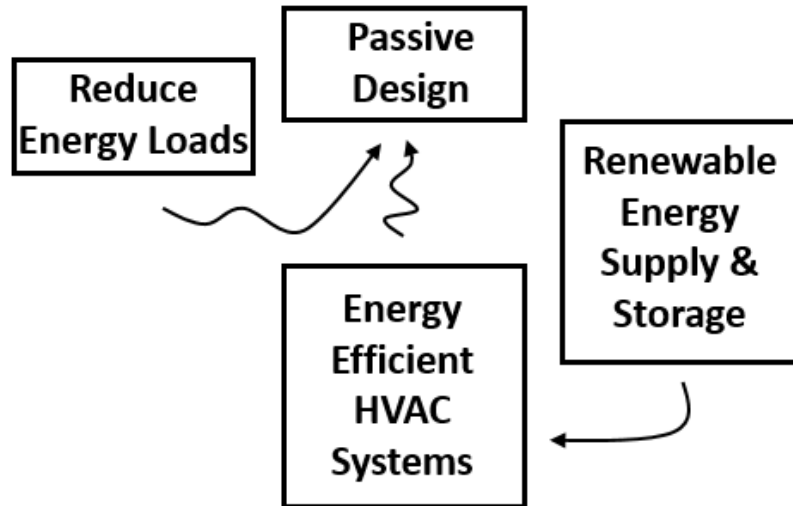 Reduce
Energy Loads
Passive
Design
Renewable
Energy
Supply &
Storage
Energy
Efficient
HVAC
Systems